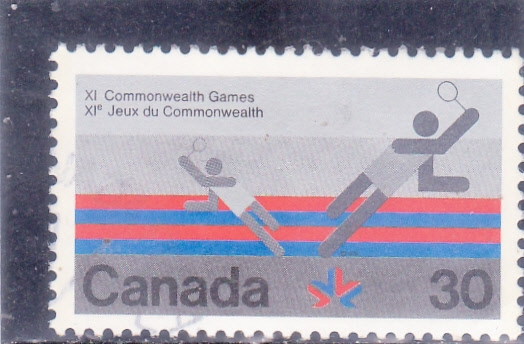 XI Commonwealth Games
XIe Jeux du Commonwealth
Canada 30